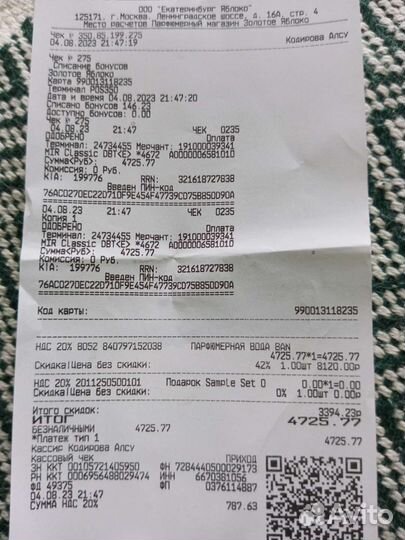 ООО "Екатеринбург Яблоко"
125171, г.Москва, Ленинградское шоссе, д. 16А, стр. 4
Место расчетов Парфюмерный магазин Золотое Яблоко
Чек № 350.85.199.275
04.08.2023 21:47:19 Кодирова Алсу
Чек № 275
Списание бонусов
Золотое Яблоко
Карта 990013118235
Терминал POS350
Дата и время 04.08.2023 21:47:20
Списано бонусов 146.23
Доступно бонусов: 0.00
Чек № 275
04.08.23 21:47 ЧЕК 0235
ОДОБРЕНО
Терминал: 24734455 Мерчант: 191000039341
MIR Classic DBT<E> *4672 A0000006581010
Сумма<Руб>: 4725.77
Комиссия: 0 Руб.
КІА: 199776 RRN: 321618727838
Введен ПИН-код
76AC0270EC22D710F9E454F47739CD75B850D90A
================================
04.08.23 21:47 ЧЕК 0235
Копия 1
ОДОБРЕНО
Терминал: 24734455 Мерчант: 191000039341
MIR Classic DBT<E> *4672 A0000006581010
Сумма<Руб>: 4725.77
Комиссия: 0 Руб.
КІА: 199776 RRN: 321618727838
Введен ПИН-код
76AC0270EC22D710F9E454F47739CD75B850D90A
================================
Код карты: 990013118235
НДС 20% 8052 840797152038 ПАРФЮМЕРНАЯ ВОДА BAN
4725.77*1=4725.77
Скидка|Цена без скидки: 42% 1.00шт 8120.00р
НДС 20% 2011250500101 Подарок Sample Set O 0.00*1=0.00
Скидка|Цена без скидки: 0% 1.00шт 0.00р
Итого скидок: 3394.23р
ИТОГ 4725.77
БЕЗНАЛИЧНЫМИ 4725.77
*Платеж тип 1 4725.77
Кассир Кодирова Алсу
Кассовый чек ПРИХОД
ЗН ККТ 00105721405950 ФН 7284440500029173
РН ККТ 0006956488029474 ИНН 6670381056
ФД 49375 ФП 0376114887
04.08.23 21:47
СУММА НДС 20% 787.63
Avito